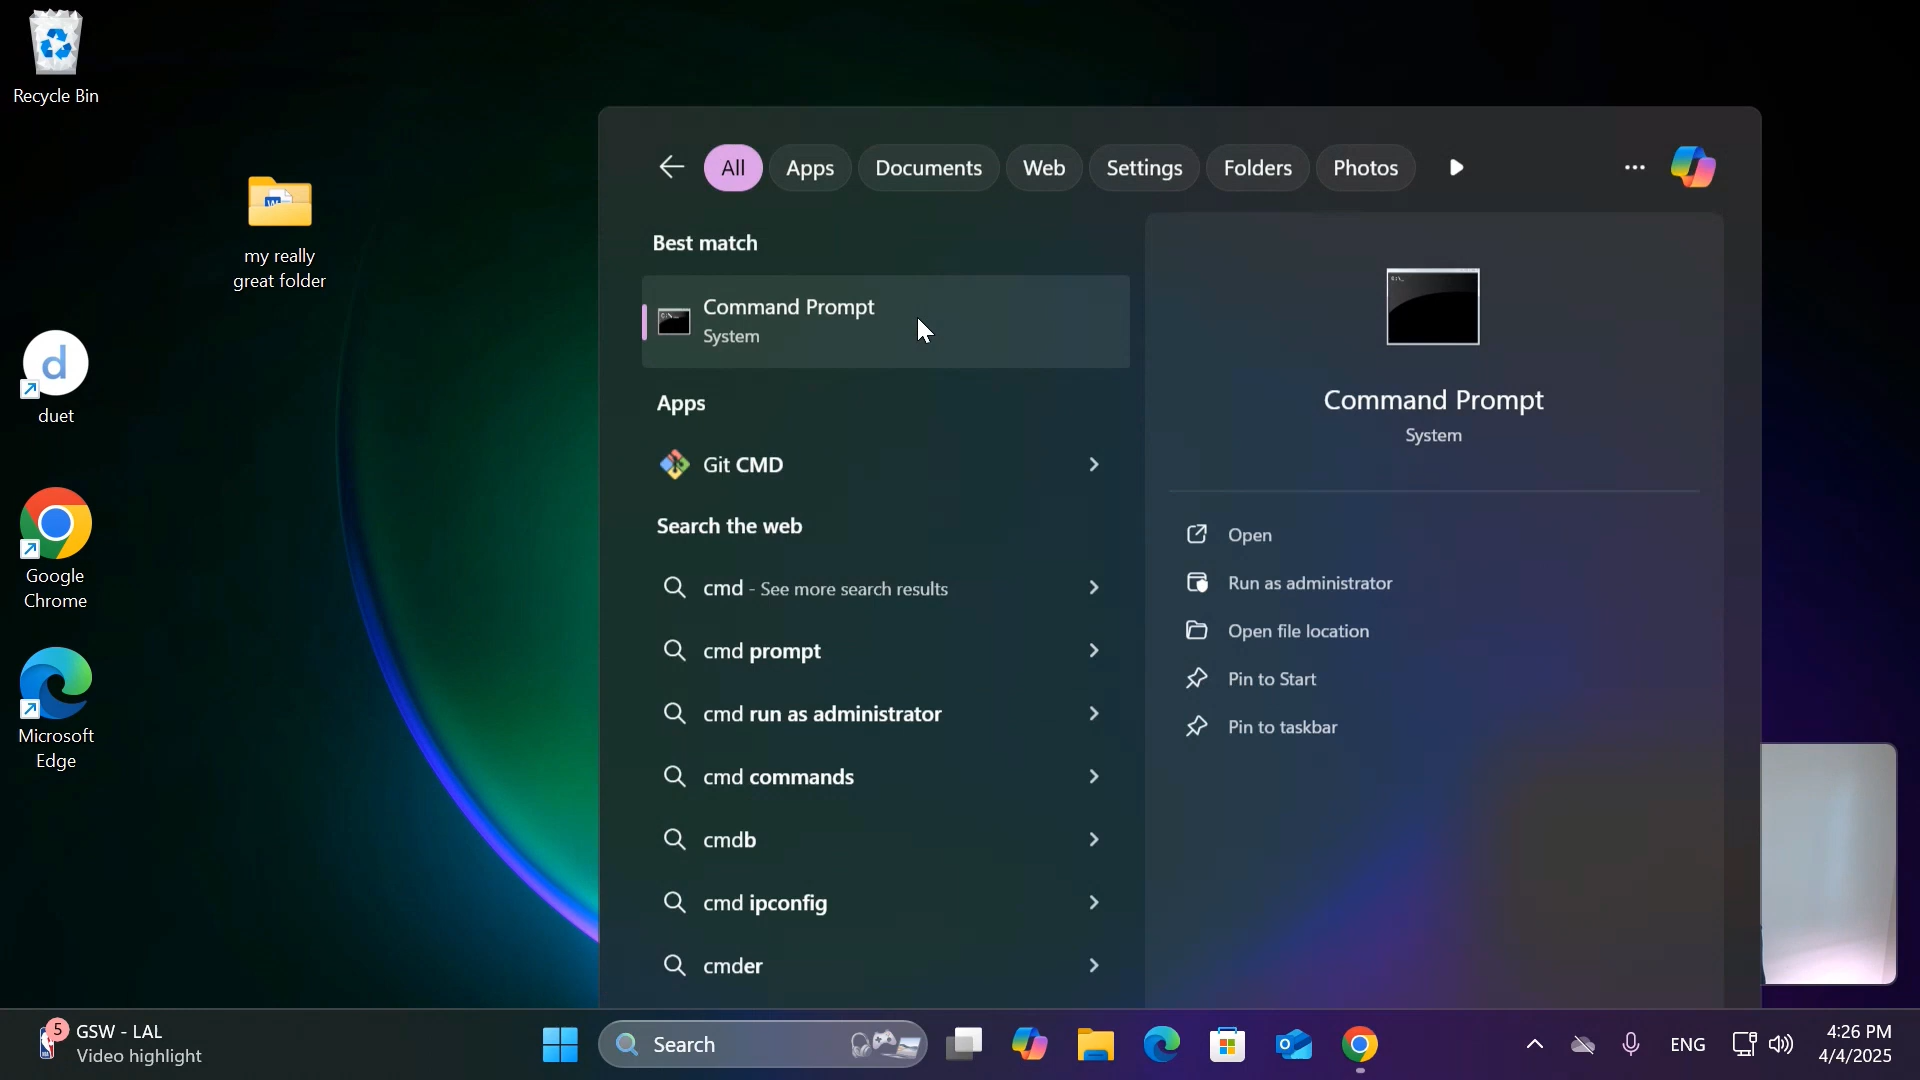 Recycle Bin
my really
great folder
duet
Google
Chrome
Microsoft
Edge
All
Apps
Documents
Web
Settings
Folders
Photos
Best match
Command Prompt
System
Apps
Git CMD
Search the web
cmd - See more search results
cmd prompt
cmd run as administrator
cmd commands
cmdb
cmd ipconfig
cmder
Command Prompt
System
Open
Run as administrator
Open file location
Pin to Start
Pin to taskbar
5
GSW - LAL
Video highlight
Search
ENG
4:26 PM
4/4/2025